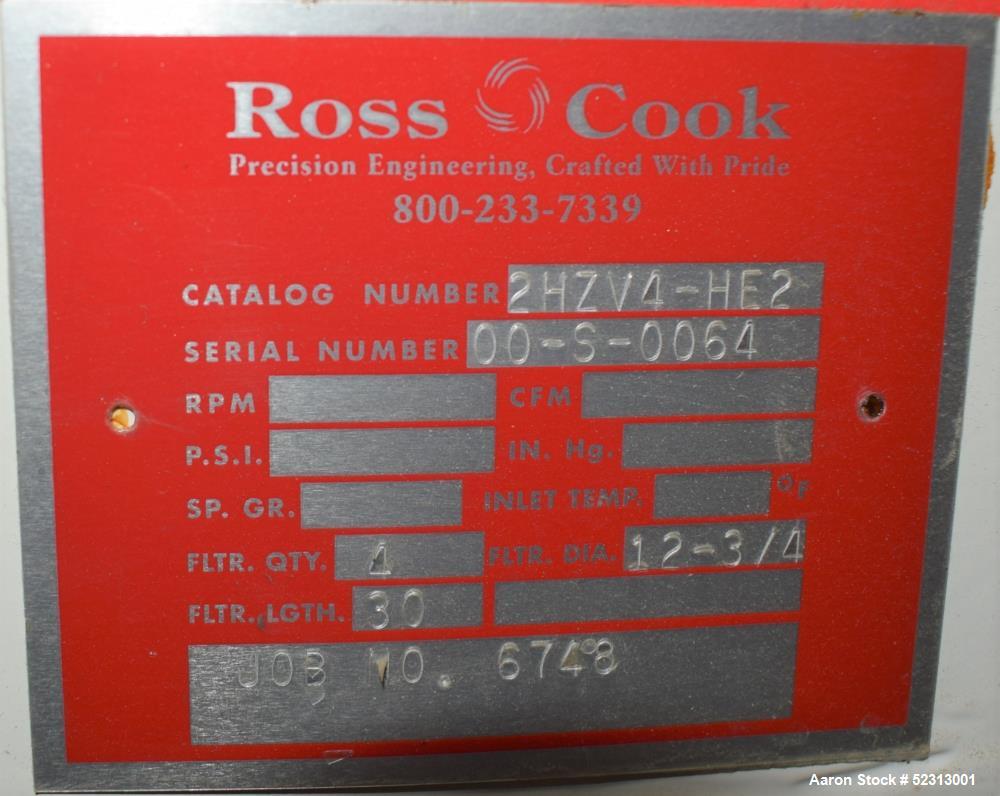 Ross Cook
Precision Engineering, Crafted With Pride
800-233-7339
CATALOG NUMBER 2HZV4-HE2
SERIAL NUMBER 00-S-0064
RPM CFM
P.S.I. IN. Hg.
SP. GR. INLET TEMP. °F
FLTR. QTY. 4 FLTR. DIA. 12-3/4
FLTR. LGTH. 30
JOB NO. 6748
Aaron Stock # 52313001